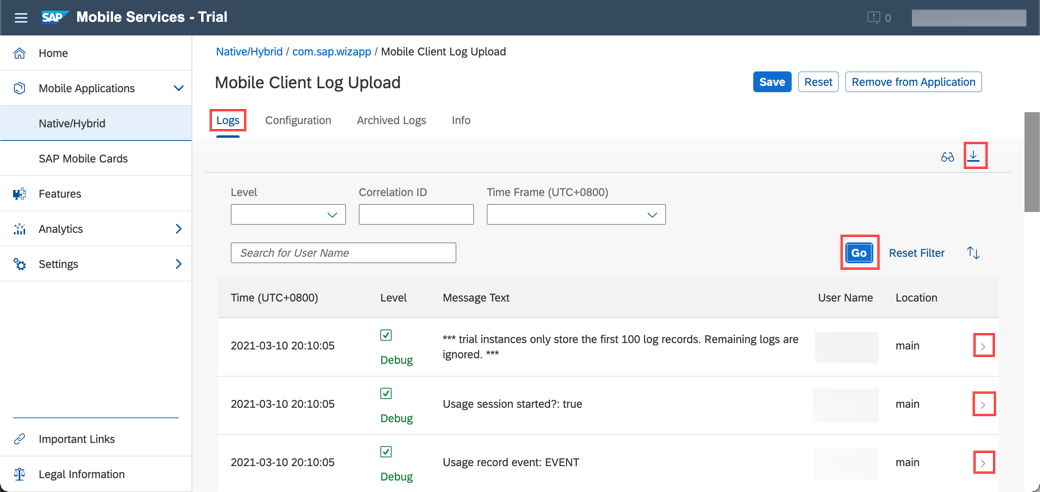 SAP Mobile Services - Trial
0
Home
Mobile Applications
Native/Hybrid
SAP Mobile Cards
Features
Analytics
Settings
Important Links
Legal Information
Native/Hybrid / com.sap.wizapp / Mobile Client Log Upload
Mobile Client Log Upload
Save Reset Remove from Application
Logs Configuration Archived Logs Info
Level Correlation ID Time Frame (UTC+0800)
Search for User Name
Go Reset Filter
Time (UTC+0800) Level Message Text User Name Location
2021-03-10 20:10:05 Debug *** trial instances only store the first 100 log records. Remaining logs are main
ignored. ***
2021-03-10 20:10:05 Debug Usage session started?: true main
2021-03-10 20:10:05 Debug Usage record event: EVENT main